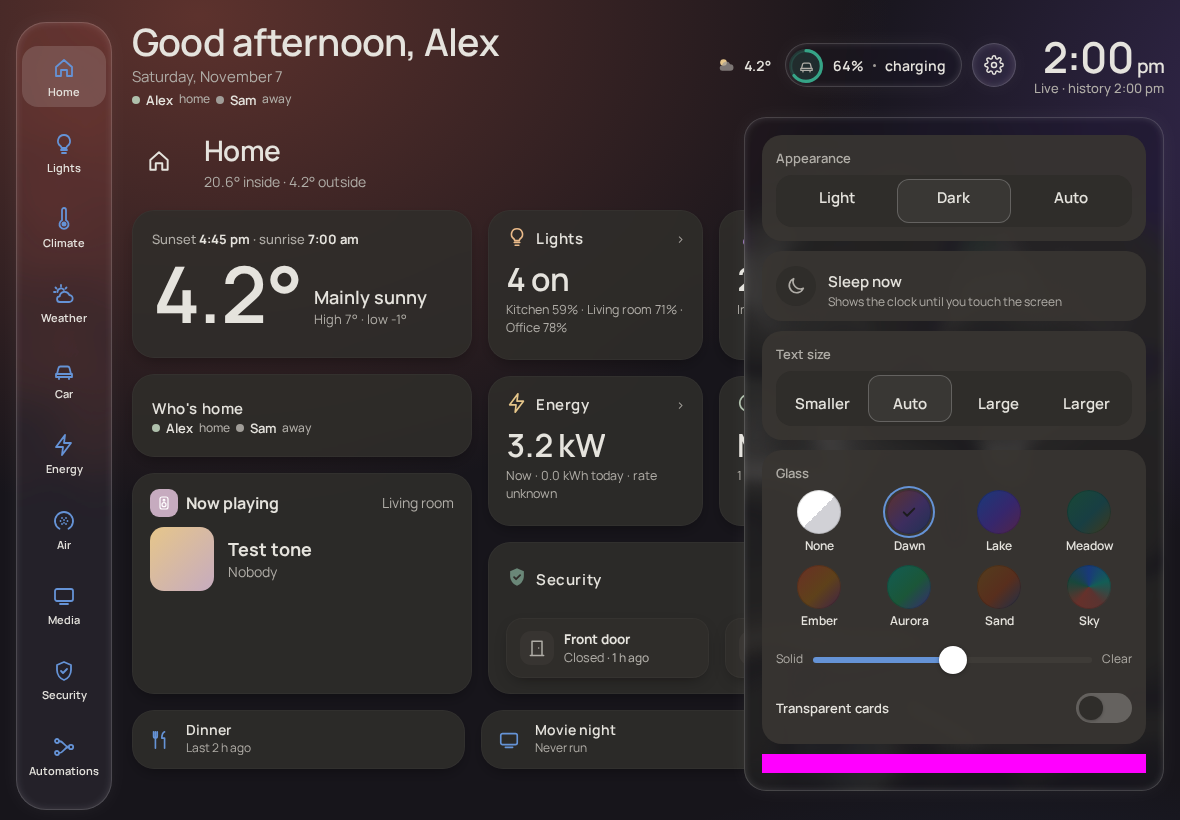 Good afternoon, Alex
Saturday, November 7
Alex home Sam away
4.2°
64% · charging
2:00 pm
Live · history 2:00 pm
Home
Lights
Climate
Weather
Car
Energy
Air
Media
Security
Automations
Home
20.6° inside · 4.2° outside
Sunset 4:45 pm · sunrise 7:00 am
4.2°
Mainly sunny
High 7° · low -1°
Who's home
Alex home Sam away
Now playing
Living room
Test tone
Nobody
Lights
4 on
Kitchen 59% · Living room 71% ·
Office 78%
Energy
3.2 kW
Now · 0.0 kWh today · rate
unknown
Security
Front door
Closed · 1 h ago
Dinner
Last 2 h ago
Movie night
Never run
Appearance
Light
Dark
Auto
Sleep now
Shows the clock until you touch the screen
Text size
Smaller
Auto
Large
Larger
Glass
None
Dawn
Lake
Meadow
Ember
Aurora
Sand
Sky
Solid
Clear
Transparent cards